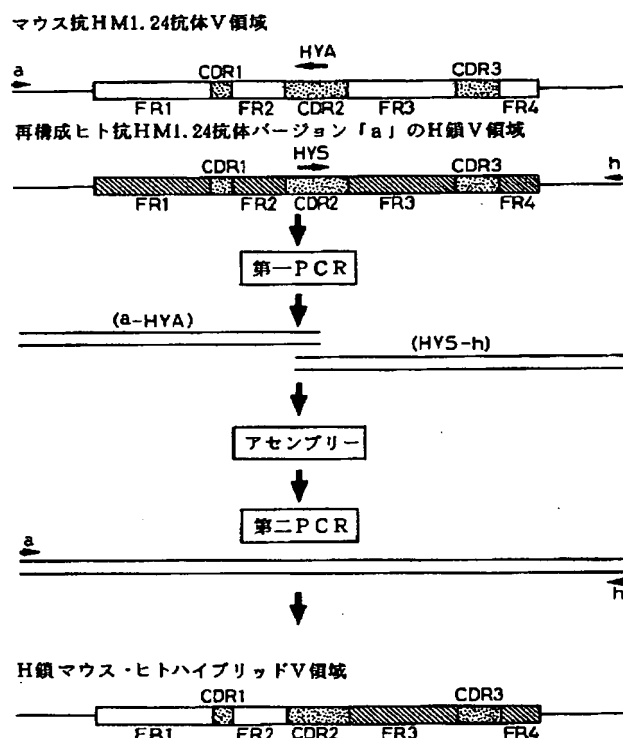 マウス抗HM1.24抗体V領域
a HYA
CDR1 CDR3
FR1 FR2 CDR2 FR3 FR4
再構成ヒト抗HM1.24抗体バージョン「a」のH鎖V領域
CDR1 HYS CDR3 h
FR1 FR2 CDR2 FR3 FR4
第一PCR
(a-HYA)
(HYS-h)
アセンブリー
第二PCR
a
h
H鎖マウス・ヒトハイブリッドV領域
CDR1 CDR3
FR1 FR2 CDR2 FR3 FR4